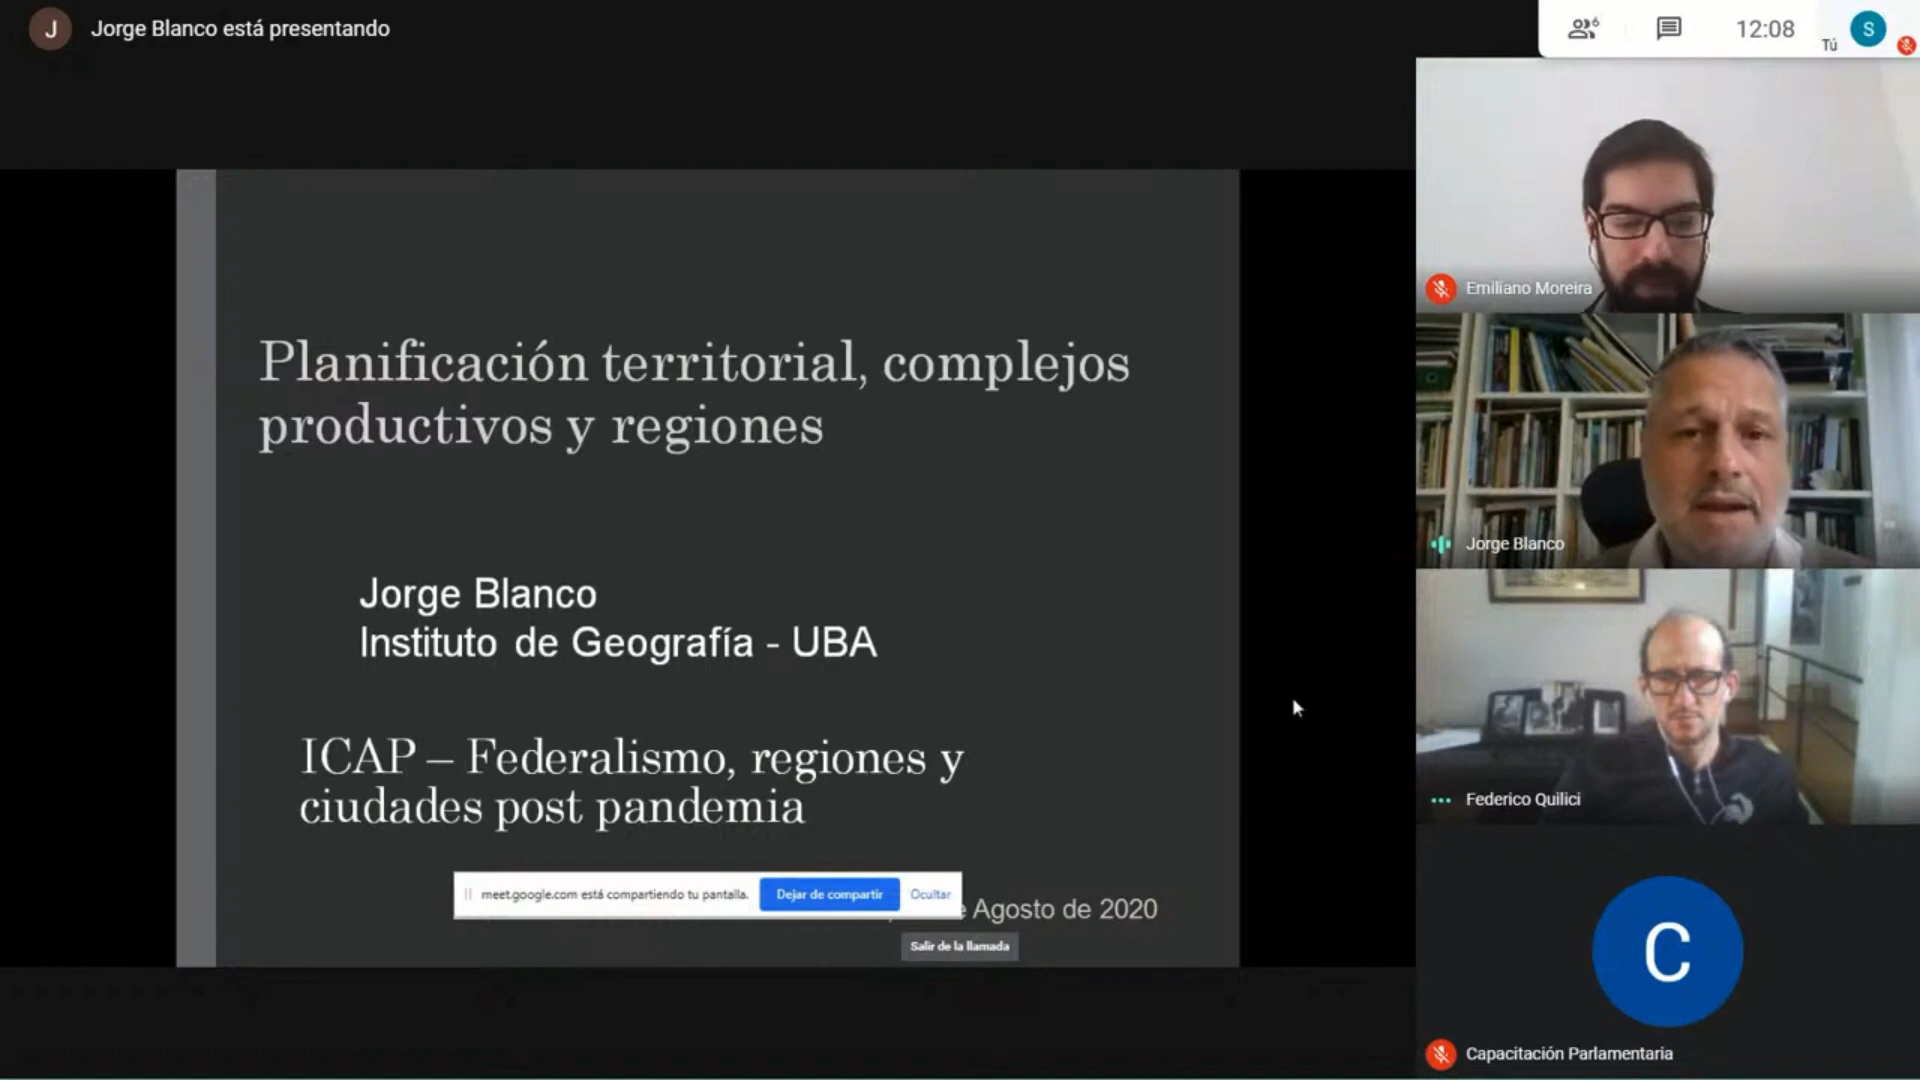 J
Jorge Blanco está presentando
6
12:08
Tú
S
Planificación territorial, complejos
productivos y regiones
Jorge Blanco
Instituto de Geografía - UBA
ICAP – Federalismo, regiones y
ciudades post pandemia
meet.google.com está compartiendo tu pantalla.
Dejar de compartir
Ocultar
Agosto de 2020
Salir de la llamada
Emiliano Moreira
Jorge Blanco
Federico Quilici
C
Capacitación Parlamentaria